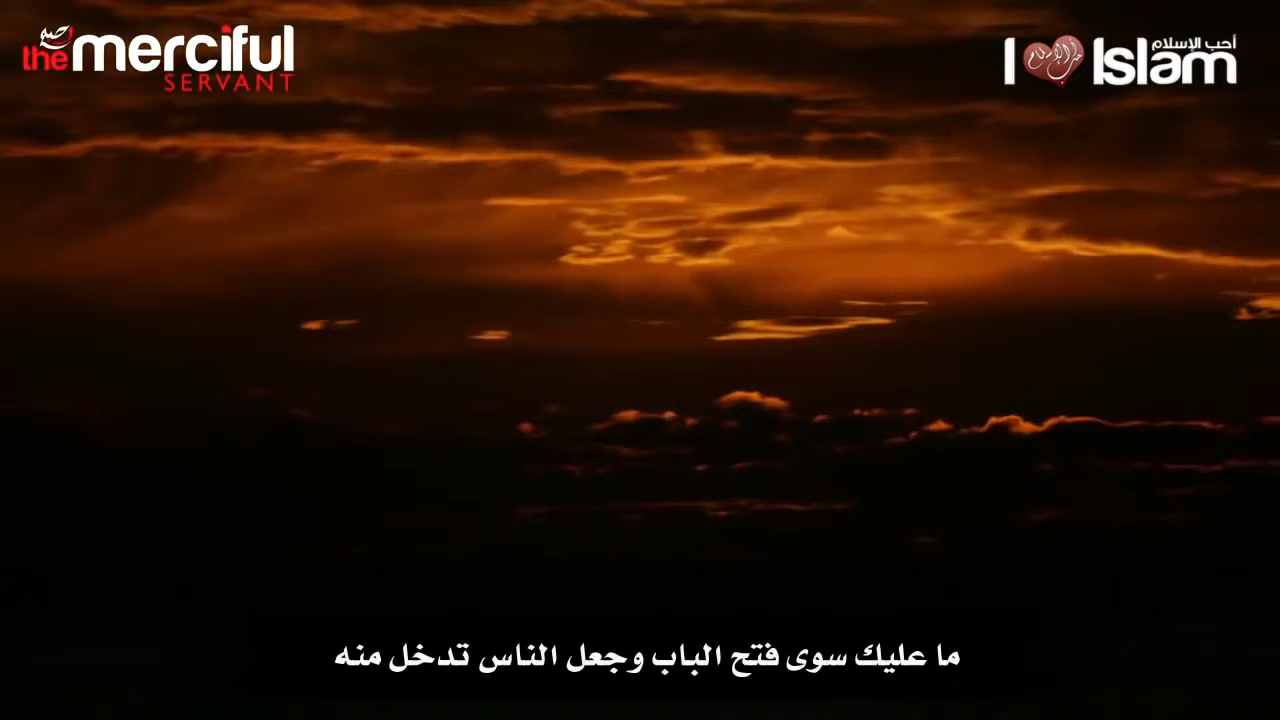 the merciful
SERVANT
أحب الإسلام
I Islam
ما عليك سوى فتح الباب وجعل الناس تدخل منه